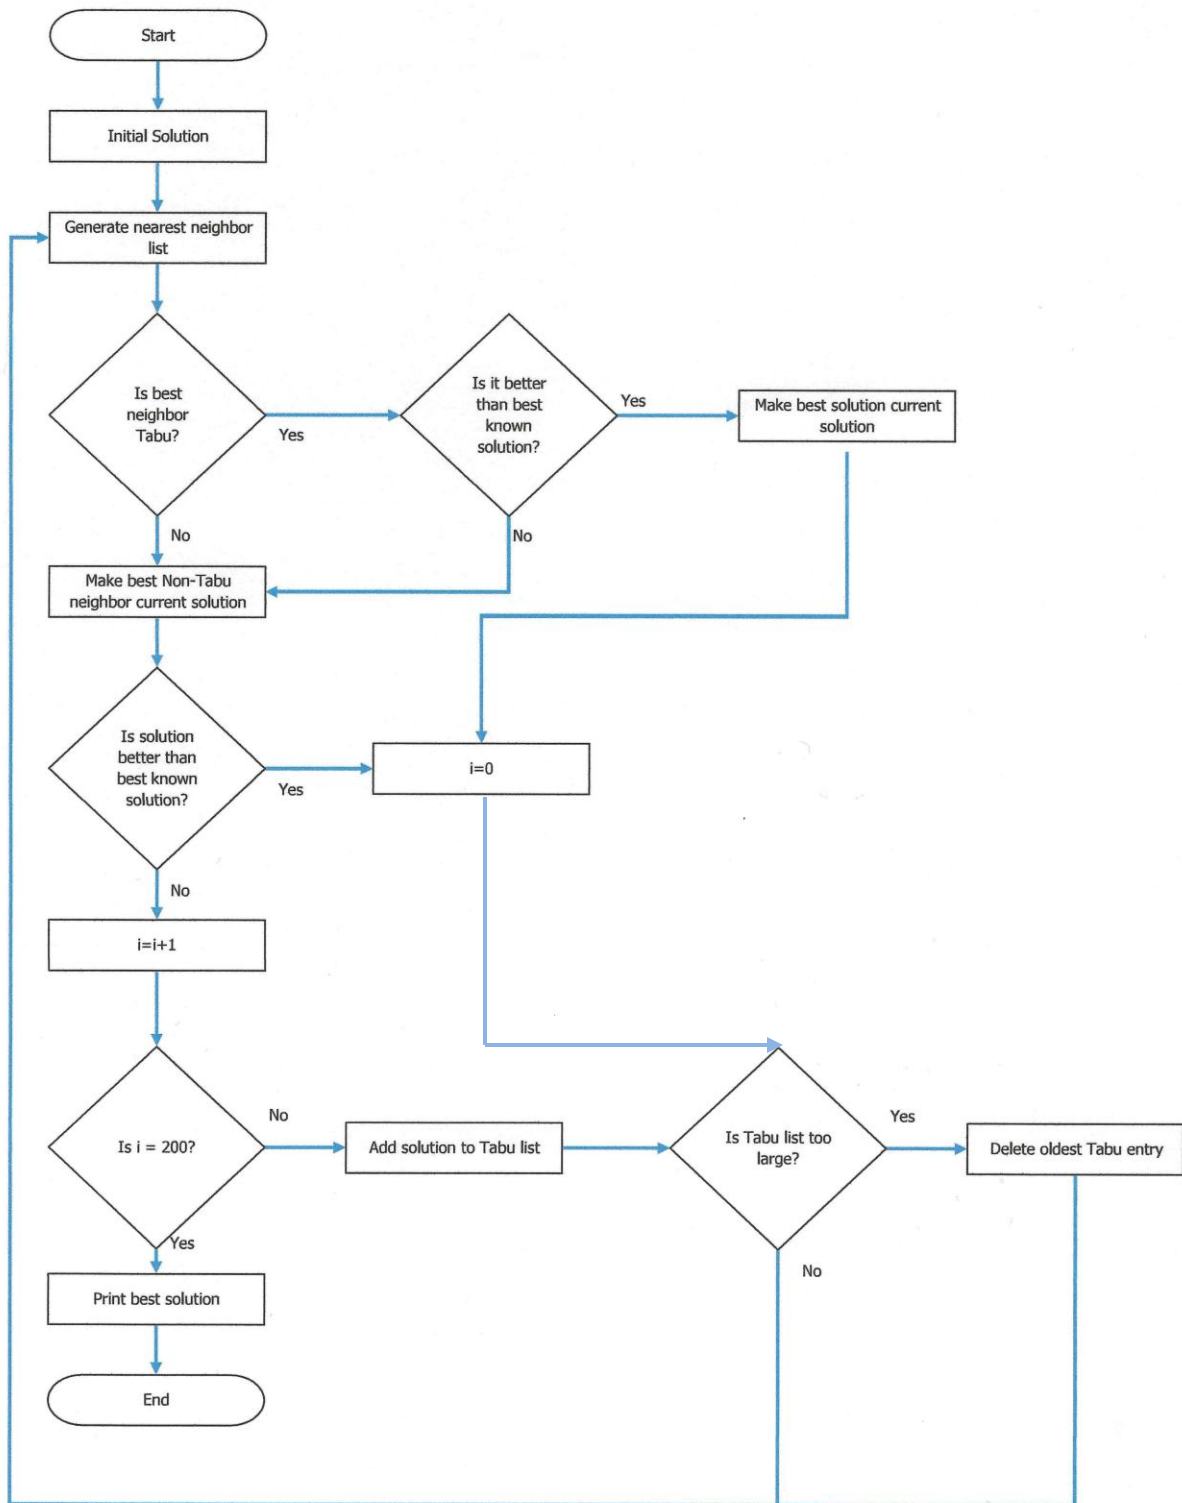 Start
Initial Solution
Generate nearest neighbor
list
Is best
neighbor
Tabu?
Yes
Is it better
than best
known
solution?
Yes
Make best solution current
solution
No
No
Make best Non-Tabu
neighbor current solution
Is solution
better than
best known
solution?
Yes
i=0
No
i=i+1
Is i = 200?
No
Add solution to Tabu list
Is Tabu list too
large?
Yes
Delete oldest Tabu entry
Yes
No
Print best solution
End